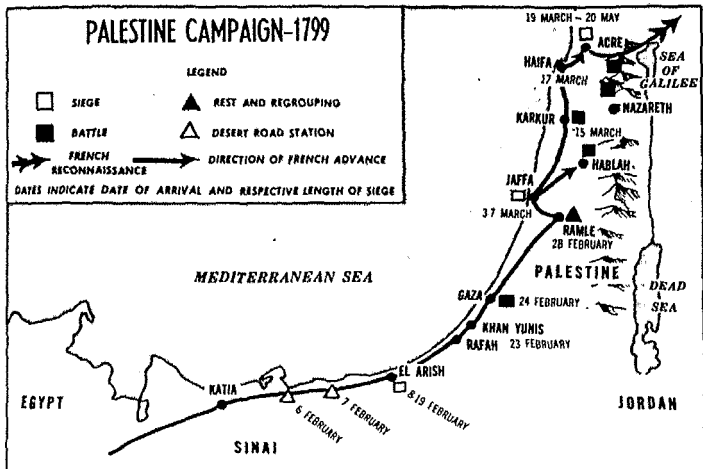 PALESTINE CAMPAIGN–1799
LEGEND
SIEGE
REST AND REGROUPING
BATTLE
DESERT ROAD STATION
FRENCH
RECONNAISSANCE
DIRECTION OF FRENCH ADVANCE
DATES INDICATE DATE OF ARRIVAL AND RESPECTIVE LENGTH OF SIEGE
19 MARCH – 20 MAY
ACRE
HAIFA
17 MARCH
SEA
OF
GALILEE
NAZARETH
KARKUR
15 MARCH
HABLAH
JAFFA
3 7 MARCH
RAMLE
28 FEBRUARY
MEDITERRANEAN SEA
PALESTINE
DEAD
SEA
GAZA
24 FEBRUARY
KHAN YUNIS
RAFAH
23 FEBRUARY
EL ARISH
8-19 FEBRUARY
KATIA
6 FEBRUARY
7 FEBRUARY
EGYPT
SINAI
JORDAN